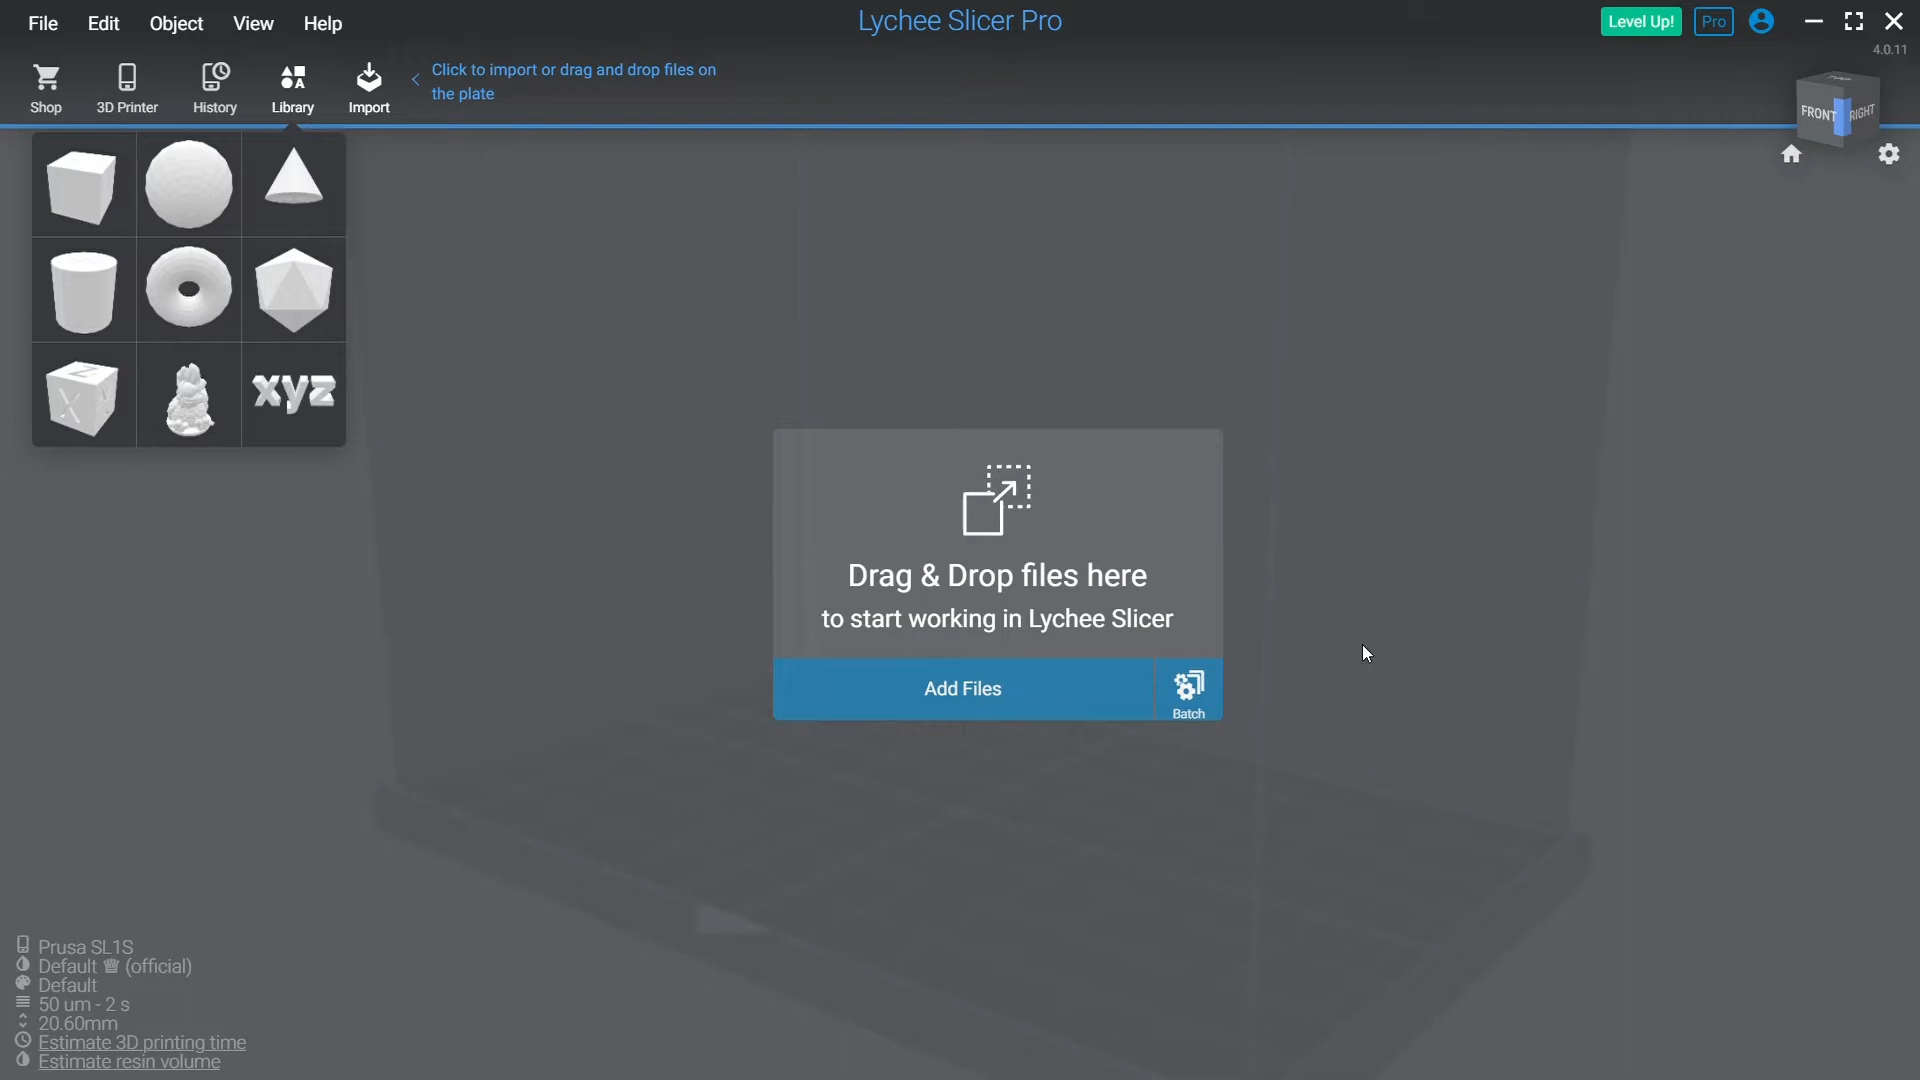 File Edit Object View Help
Lychee Slicer Pro
Level Up! Pro
4.0.11
Shop 3D Printer History Library Import
Click to import or drag and drop files on
the plate
TOP
FRONT RIGHT
Z
X
xyz
Drag & Drop files here
to start working in Lychee Slicer
Add Files
Batch
Prusa SL1S
Default (official)
Default
50 um - 2 s
20.60mm
Estimate 3D printing time
Estimate resin volume